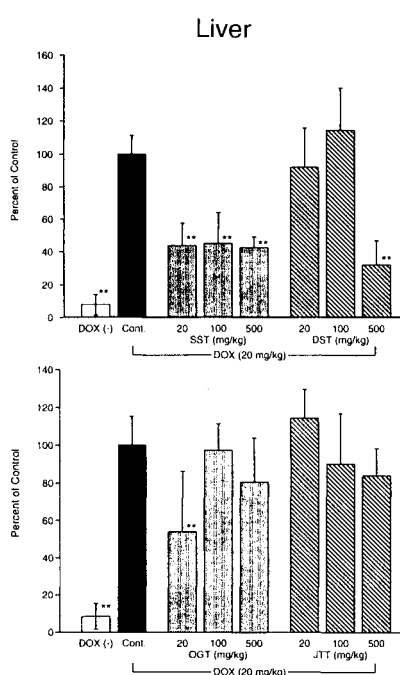 Liver
160
140
120
100
80
60
40
20
0
Percent of Control
**
**
**
**
**
DOX (-) Cont. 20 100 500 20 100 500
SST (mg/kg) DST (mg/kg)
DOX (20 mg/kg)
140
120
100
80
60
40
20
0
Percent of Control
**
**
DOX (-) Cont. 20 100 500 20 100 500
OGT (mg/kg) JTT (mg/kg)
DOX (20 mg/kg)